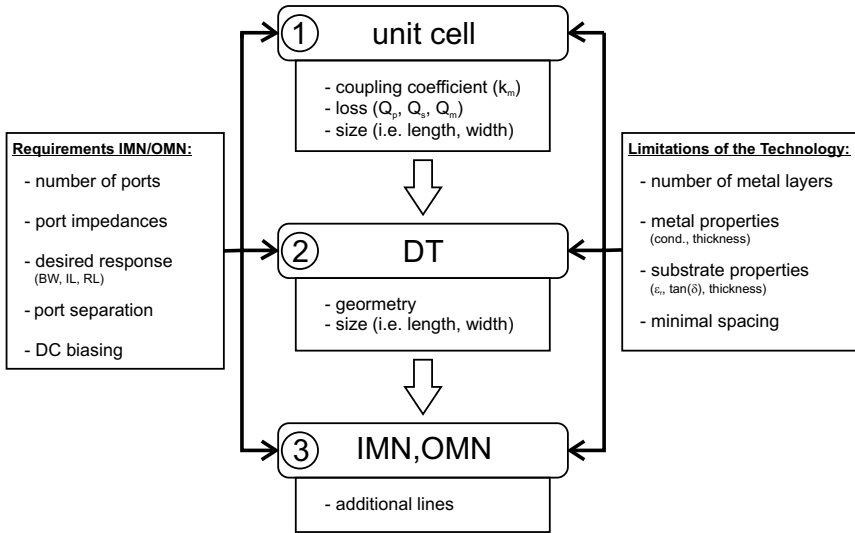 1 unit cell
- coupling coefficient (kₘ)
- loss (Qₚ, Qₛ, Qₘ)
- size (i.e. length, width)
Requirements IMN/OMN:
- number of ports
- port impedances
- desired response
(BW, IL, RL)
- port separation
- DC biasing
2 DT
- geormetry
- size (i.e. length, width)
Limitations of the Technology:
- number of metal layers
- metal properties
(cond., thickness)
- substrate properties
(εᵣ, tan(δ), thickness)
- minimal spacing
3 IMN,OMN
- additional lines